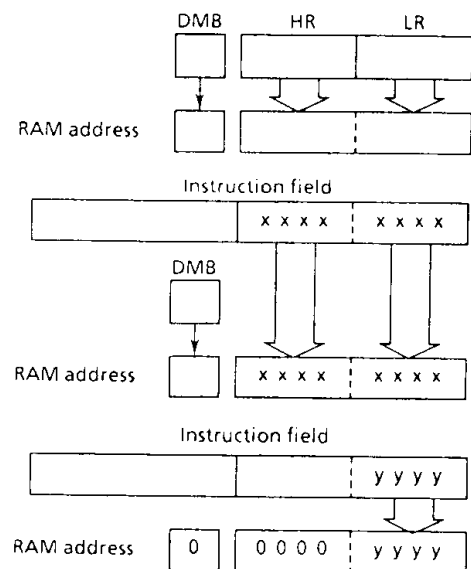 DMB HR LR
RAM address
Instruction field
x x x x x x x x
DMB
RAM address x x x x x x x x
Instruction field
y y y y
RAM address 0 0 0 0 0 y y y y